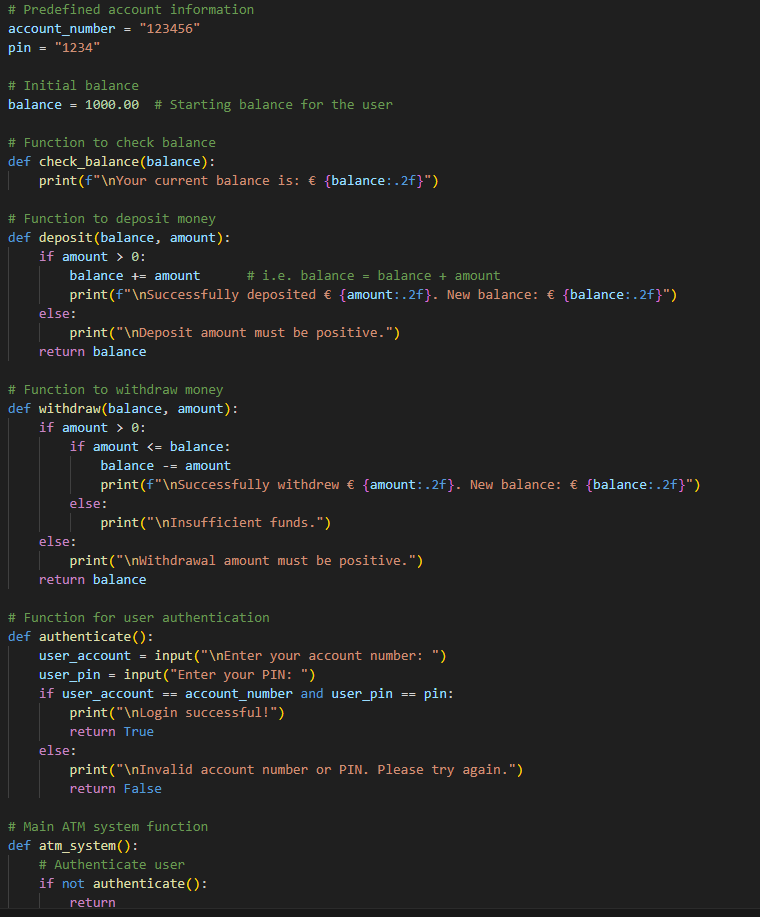 # Predefined account information
account_number = "123456"
pin = "1234"

# Initial balance
balance = 1000.00  # Starting balance for the user

# Function to check balance
def check_balance(balance):
    print(f"\nYour current balance is: € {balance:.2f}")

# Function to deposit money
def deposit(balance, amount):
    if amount > 0:
        balance += amount      # i.e. balance = balance + amount
        print(f"\nSuccessfully deposited € {amount:.2f}. New balance: € {balance:.2f}")
    else:
        print("\nDeposit amount must be positive.")
    return balance

# Function to withdraw money
def withdraw(balance, amount):
    if amount > 0:
        if amount <= balance:
            balance -= amount
            print(f"\nSuccessfully withdrew € {amount:.2f}. New balance: € {balance:.2f}")
        else:
            print("\nInsufficient funds.")
    else:
        print("\nWithdrawal amount must be positive.")
    return balance

# Function for user authentication
def authenticate():
    user_account = input("\nEnter your account number: ")
    user_pin = input("Enter your PIN: ")
    if user_account == account_number and user_pin == pin:
        print("\nLogin successful!")
        return True
    else:
        print("\nInvalid account number or PIN. Please try again.")
        return False

# Main ATM system function
def atm_system():
    # Authenticate user
    if not authenticate():
        return